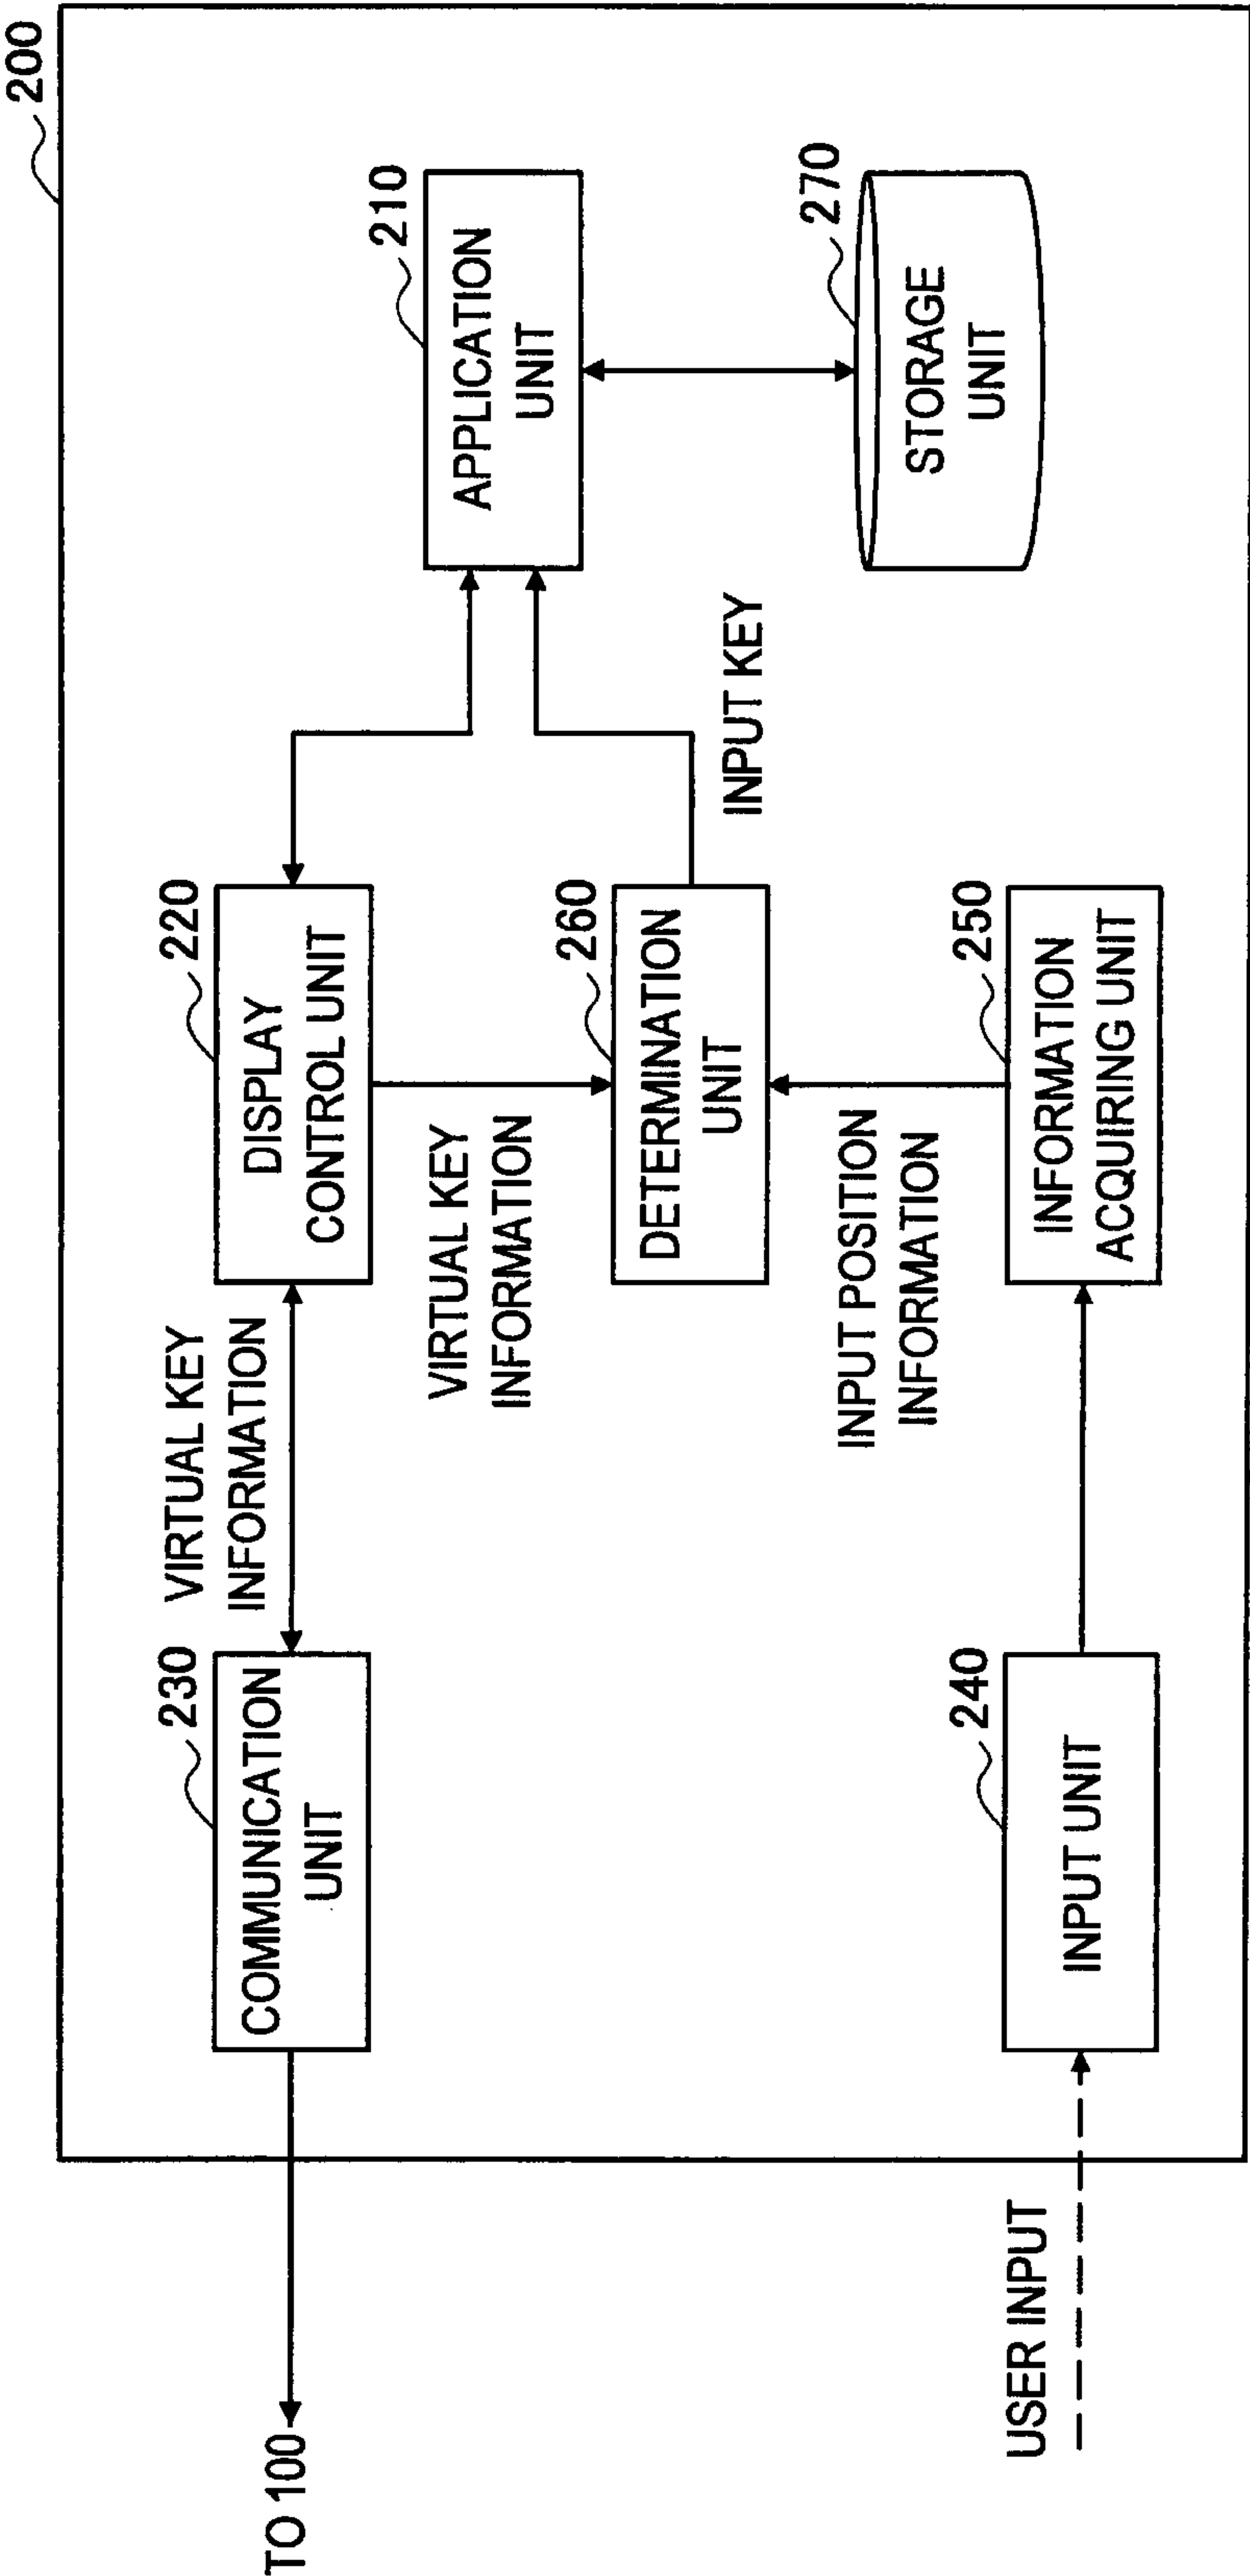 200
230
COMMUNICATION
UNIT
VIRTUAL KEY
INFORMATION
220
DISPLAY
CONTROL UNIT
TO 100
210
APPLICATION
UNIT
VIRTUAL KEY
INFORMATION
260
DETERMINATION
UNIT
INPUT KEY
270
STORAGE
UNIT
INPUT POSITION
INFORMATION
USER INPUT
240
INPUT UNIT
250
INFORMATION
ACQUIRING UNIT